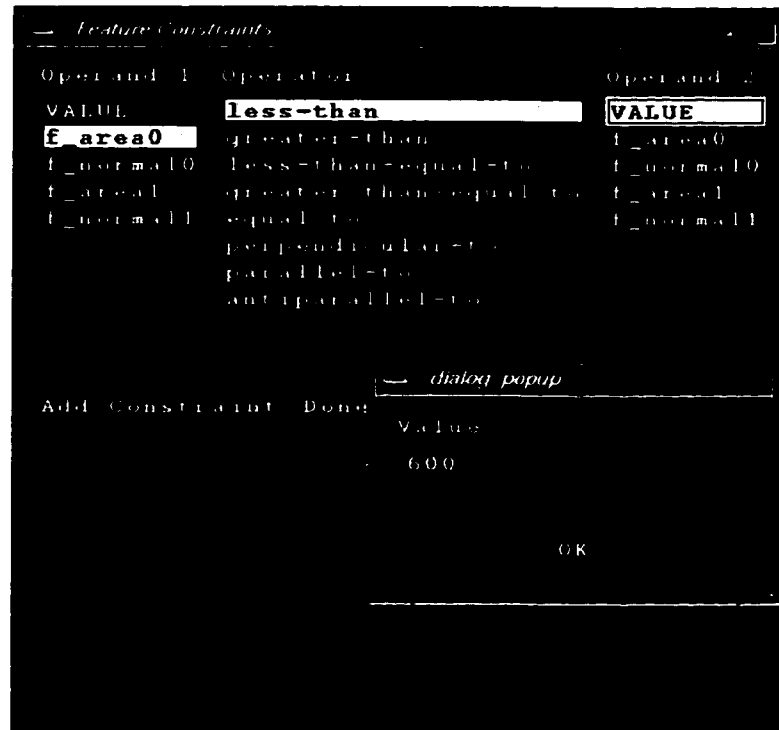 Feature Constraints
Operand 1 Operator Operand 2
VALUE less-than VALUE
f_area0 greater-than f_area0
f_normal0 less-than-equal-to f_normal0
f_area1 greater-than-equal-to f_area1
f_normal1 equal-to f_normal1
perpendicular-to
parallel-to
antiparallel-to
dialog popup
Add Constraint Done
Value
600
OK